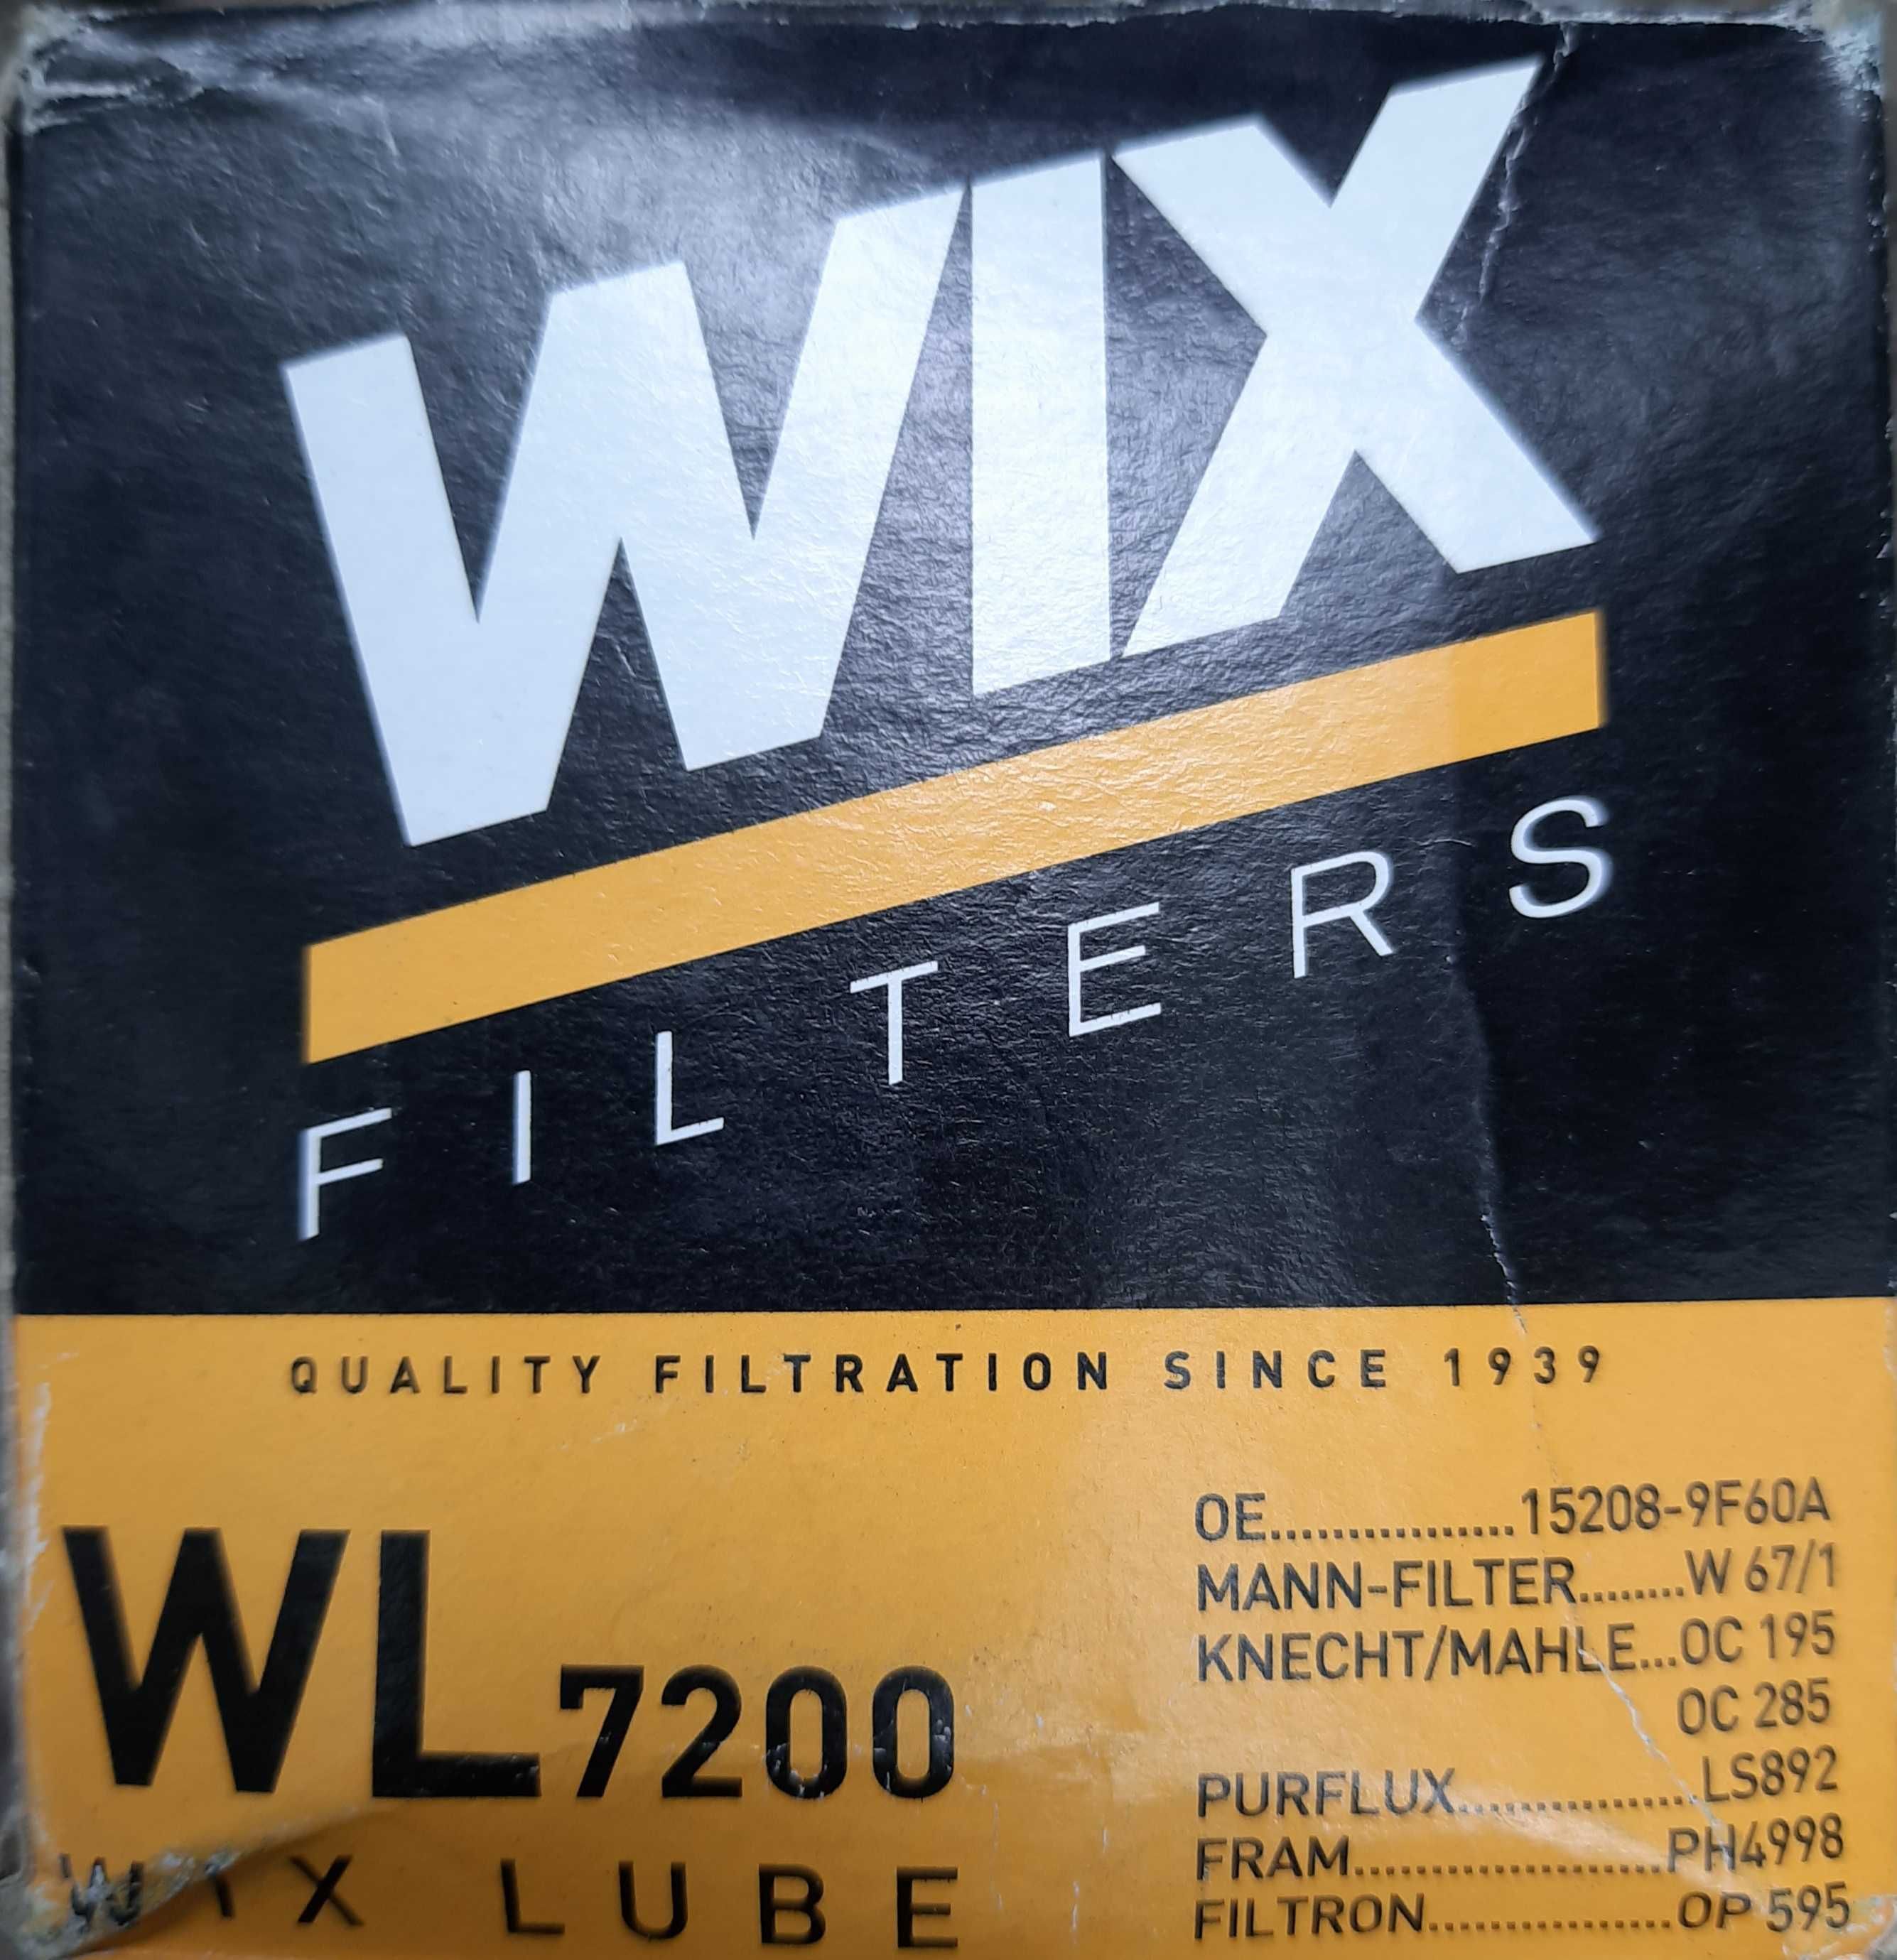 WIX
FILTERS
QUALITY FILTRATION SINCE 1939
WL7200
WIX LUBE
OE................15208-9F60A
MANN-FILTER........W 67/1
KNECHT/MAHLE...OC 195
OC 285
PURFLUX...............LS892
FRAM....................PH4998
FILTRON................OP 595